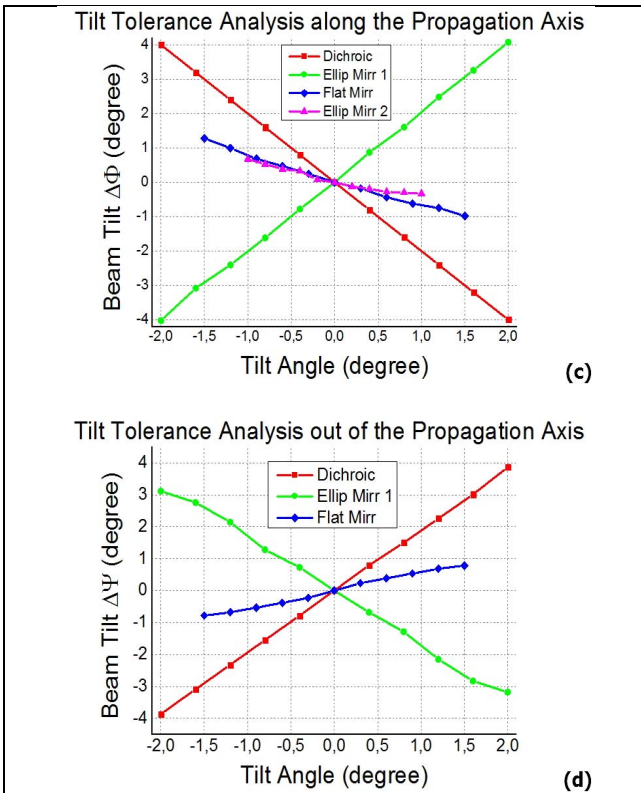 Tilt Tolerance Analysis along the Propagation Axis
Beam Tilt ΔΦ (degree)
4
3
2
1
0
-1
-2
-3
-4
Dichroic
Ellip Mirr 1
Flat Mirr
Ellip Mirr 2
-2,0 -1,5 -1,0 -0,5 0,0 0,5 1,0 1,5 2,0
Tilt Angle (degree)
(c)
Tilt Tolerance Analysis out of the Propagation Axis
Beam Tilt ΔΨ (degree)
4
3
2
1
0
-1
-2
-3
-4
Dichroic
Ellip Mirr 1
Flat Mirr
-2,0 -1,5 -1,0 -0,5 0,0 0,5 1,0 1,5 2,0
Tilt Angle (degree)
(d)